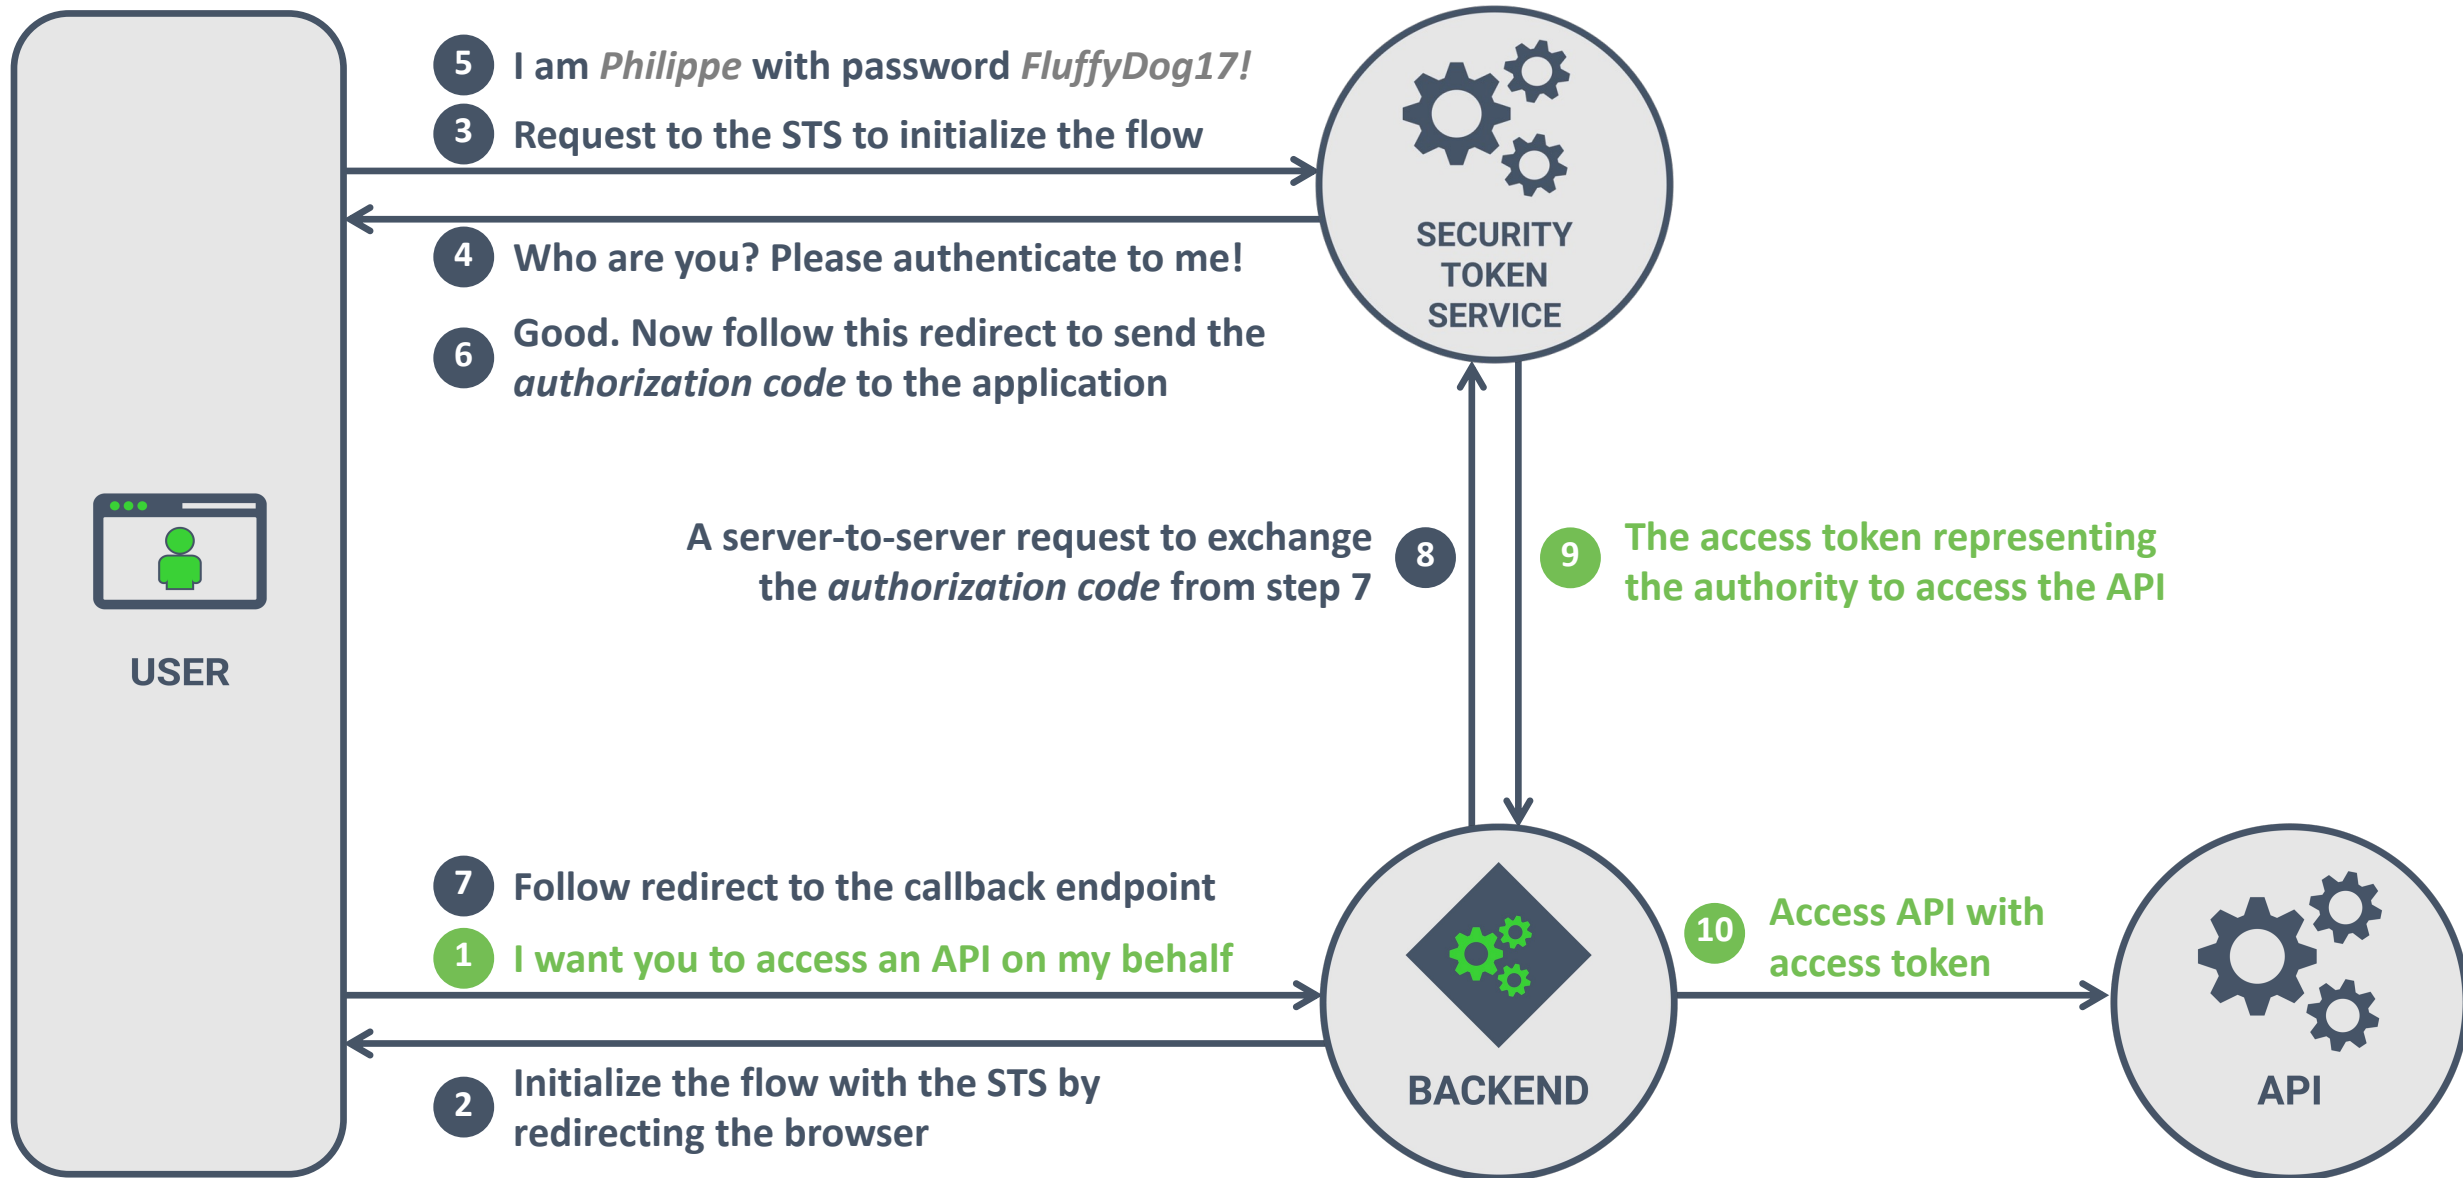 5 I am Philippe with password FluffyDog17!
3 Request to the STS to initialize the flow
4 Who are you? Please authenticate to me!
6 Good. Now follow this redirect to send the
authorization code to the application
SECURITY
TOKEN
SERVICE
USER
A server-to-server request to exchange
the authorization code from step 7
8
9 The access token representing
the authority to access the API
7 Follow redirect to the callback endpoint
1 I want you to access an API on my behalf
2 Initialize the flow with the STS by
redirecting the browser
BACKEND
10 Access API with
access token
API